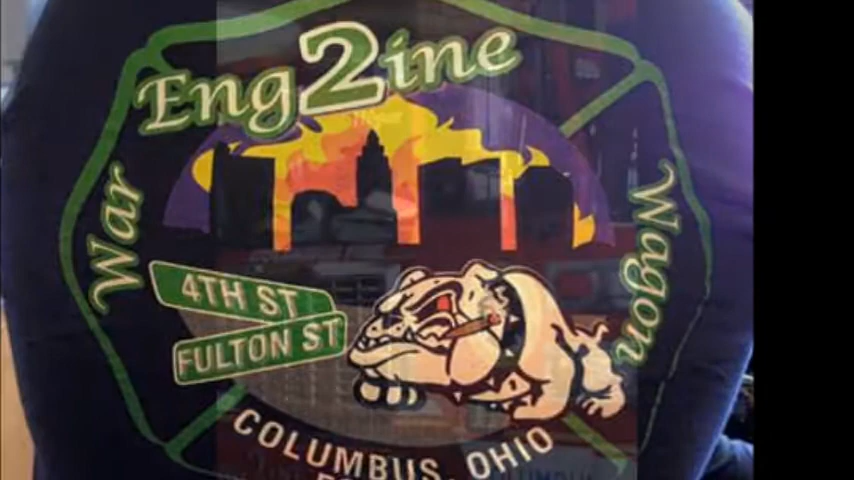 Eng2ine
War
Wagon
4TH ST
FULTON ST
COLUMBUS, OHIO